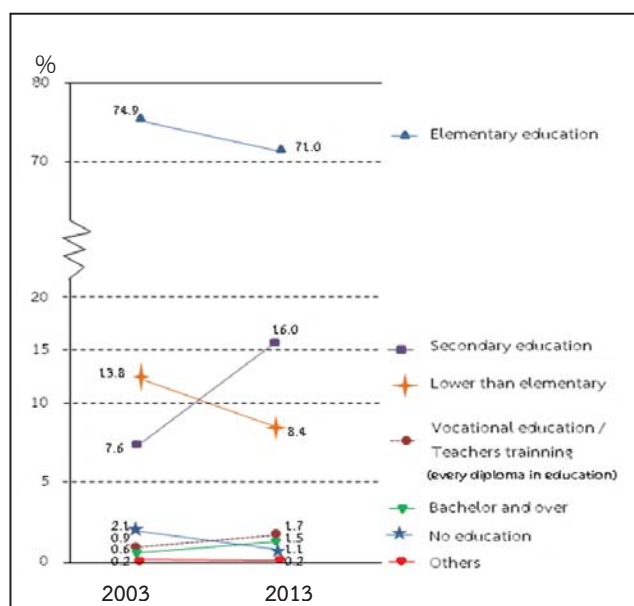 %
80
74.9
71.0
Elementary education
70
20
16.0
15
Secondary education
13.8
Lower than elementary
10
8.4
7.6
Vocational education /
Teachers trainning
(every diploma in education)
5
Bachelor and over
2.1
1.7
0.9
1.5
No education
0.6
1.1
0.2
0.2
0
Others
2003
2013